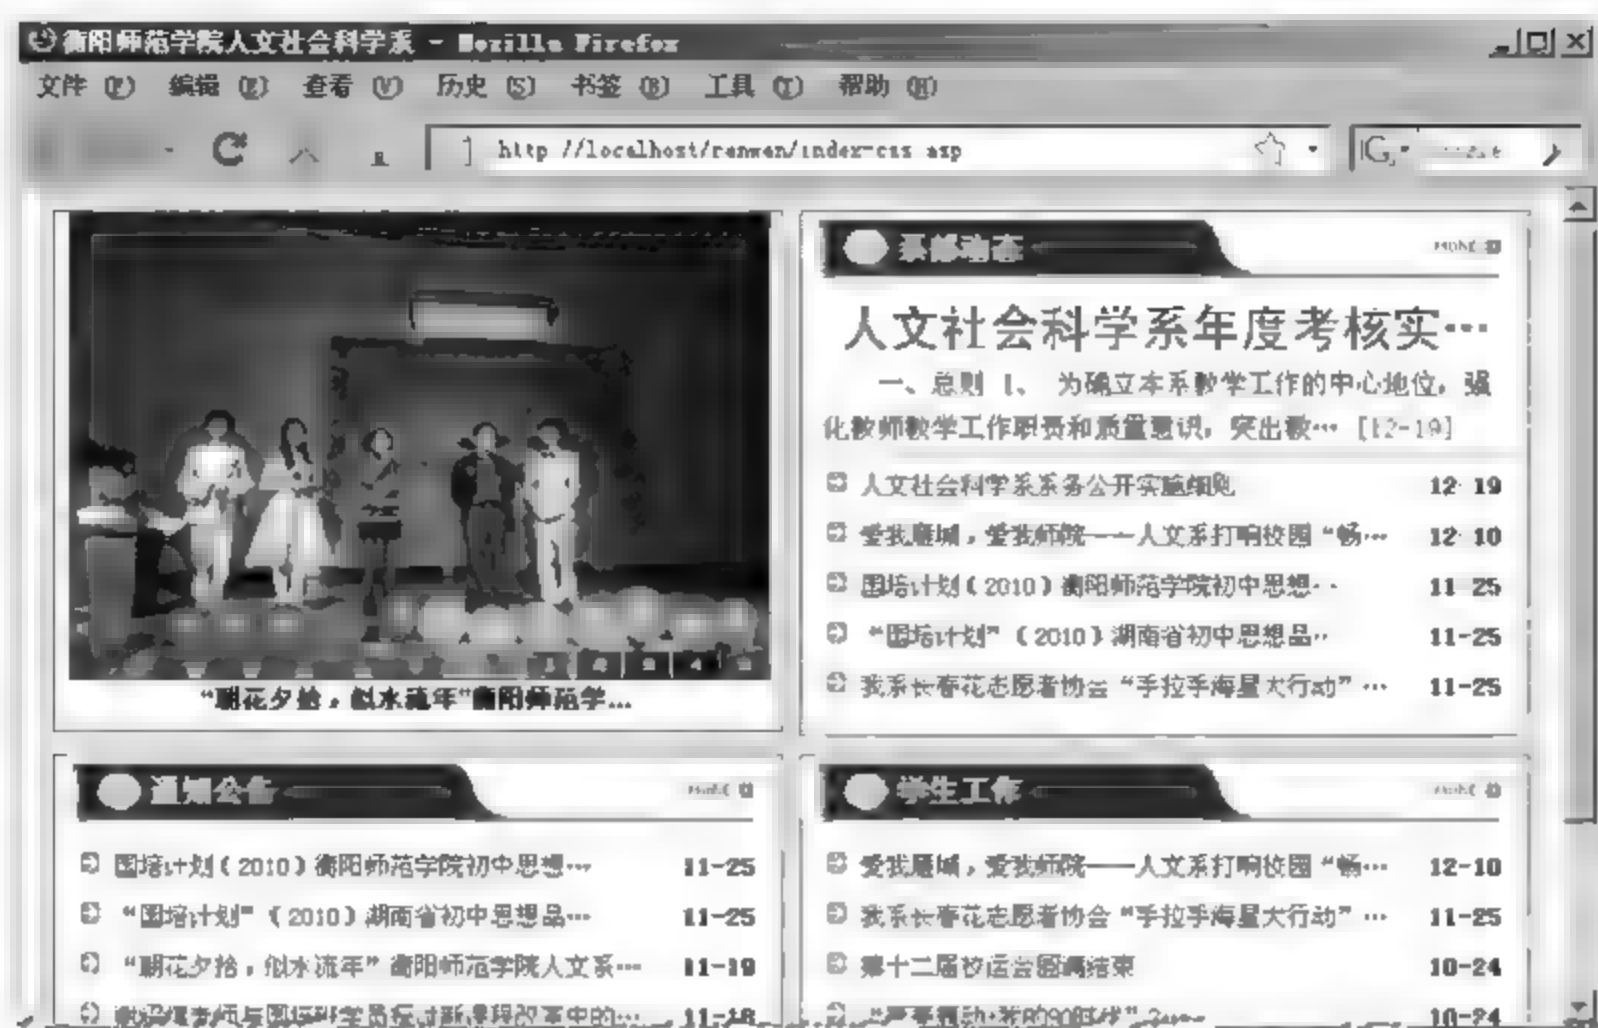 衡阳师范学院人文社会科学系 - Mozilla Firefox
文件 (F) 编辑 (E) 查看 (V) 历史 (S) 书签 (B) 工具 (T) 帮助 (H)
http //localhost/renwen/index-css asp
系部动态
人文社会科学系年度考核实…
一、总则 1、 为确立本系教学工作的中心地位，强
化教师教学工作职责和质量意识，突出教… [12-19]
人文社会科学系系务公开实施细则 12 19
爱我雁城，爱我师院——人文系打响校园“畅… 12 10
国培计划（2010）衡阳师范学院初中思想… 11 25
“国培计划”（2010）湖南省初中思想品… 11-25
我系长春花志愿者协会“手拉手海星大行动”… 11-25
“朝花夕拾，似水流年”衡阳师范学...
通知公告
国培计划（2010）衡阳师范学院初中思想… 11-25
“国培计划”（2010）湖南省初中思想品… 11-25
“朝花夕拾，似水流年”衡阳师范学院人文系… 11-19
11-18
学生工作
爱我雁城，爱我师院——人文系打响校园“畅… 12-10
我系长春花志愿者协会“手拉手海星大行动”… 11-25
第十二届校运会圆满结束 10-24
10-24